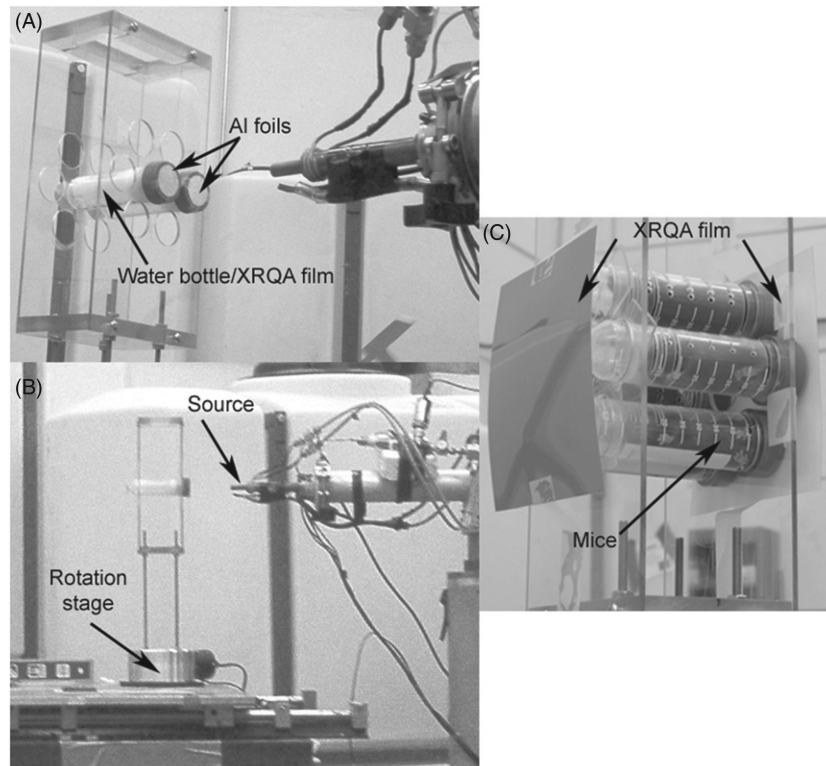 (A)
Al foils
Water bottle/XRQA film
(B)
Source
Rotation
stage
(C)
XRQA film
Mice